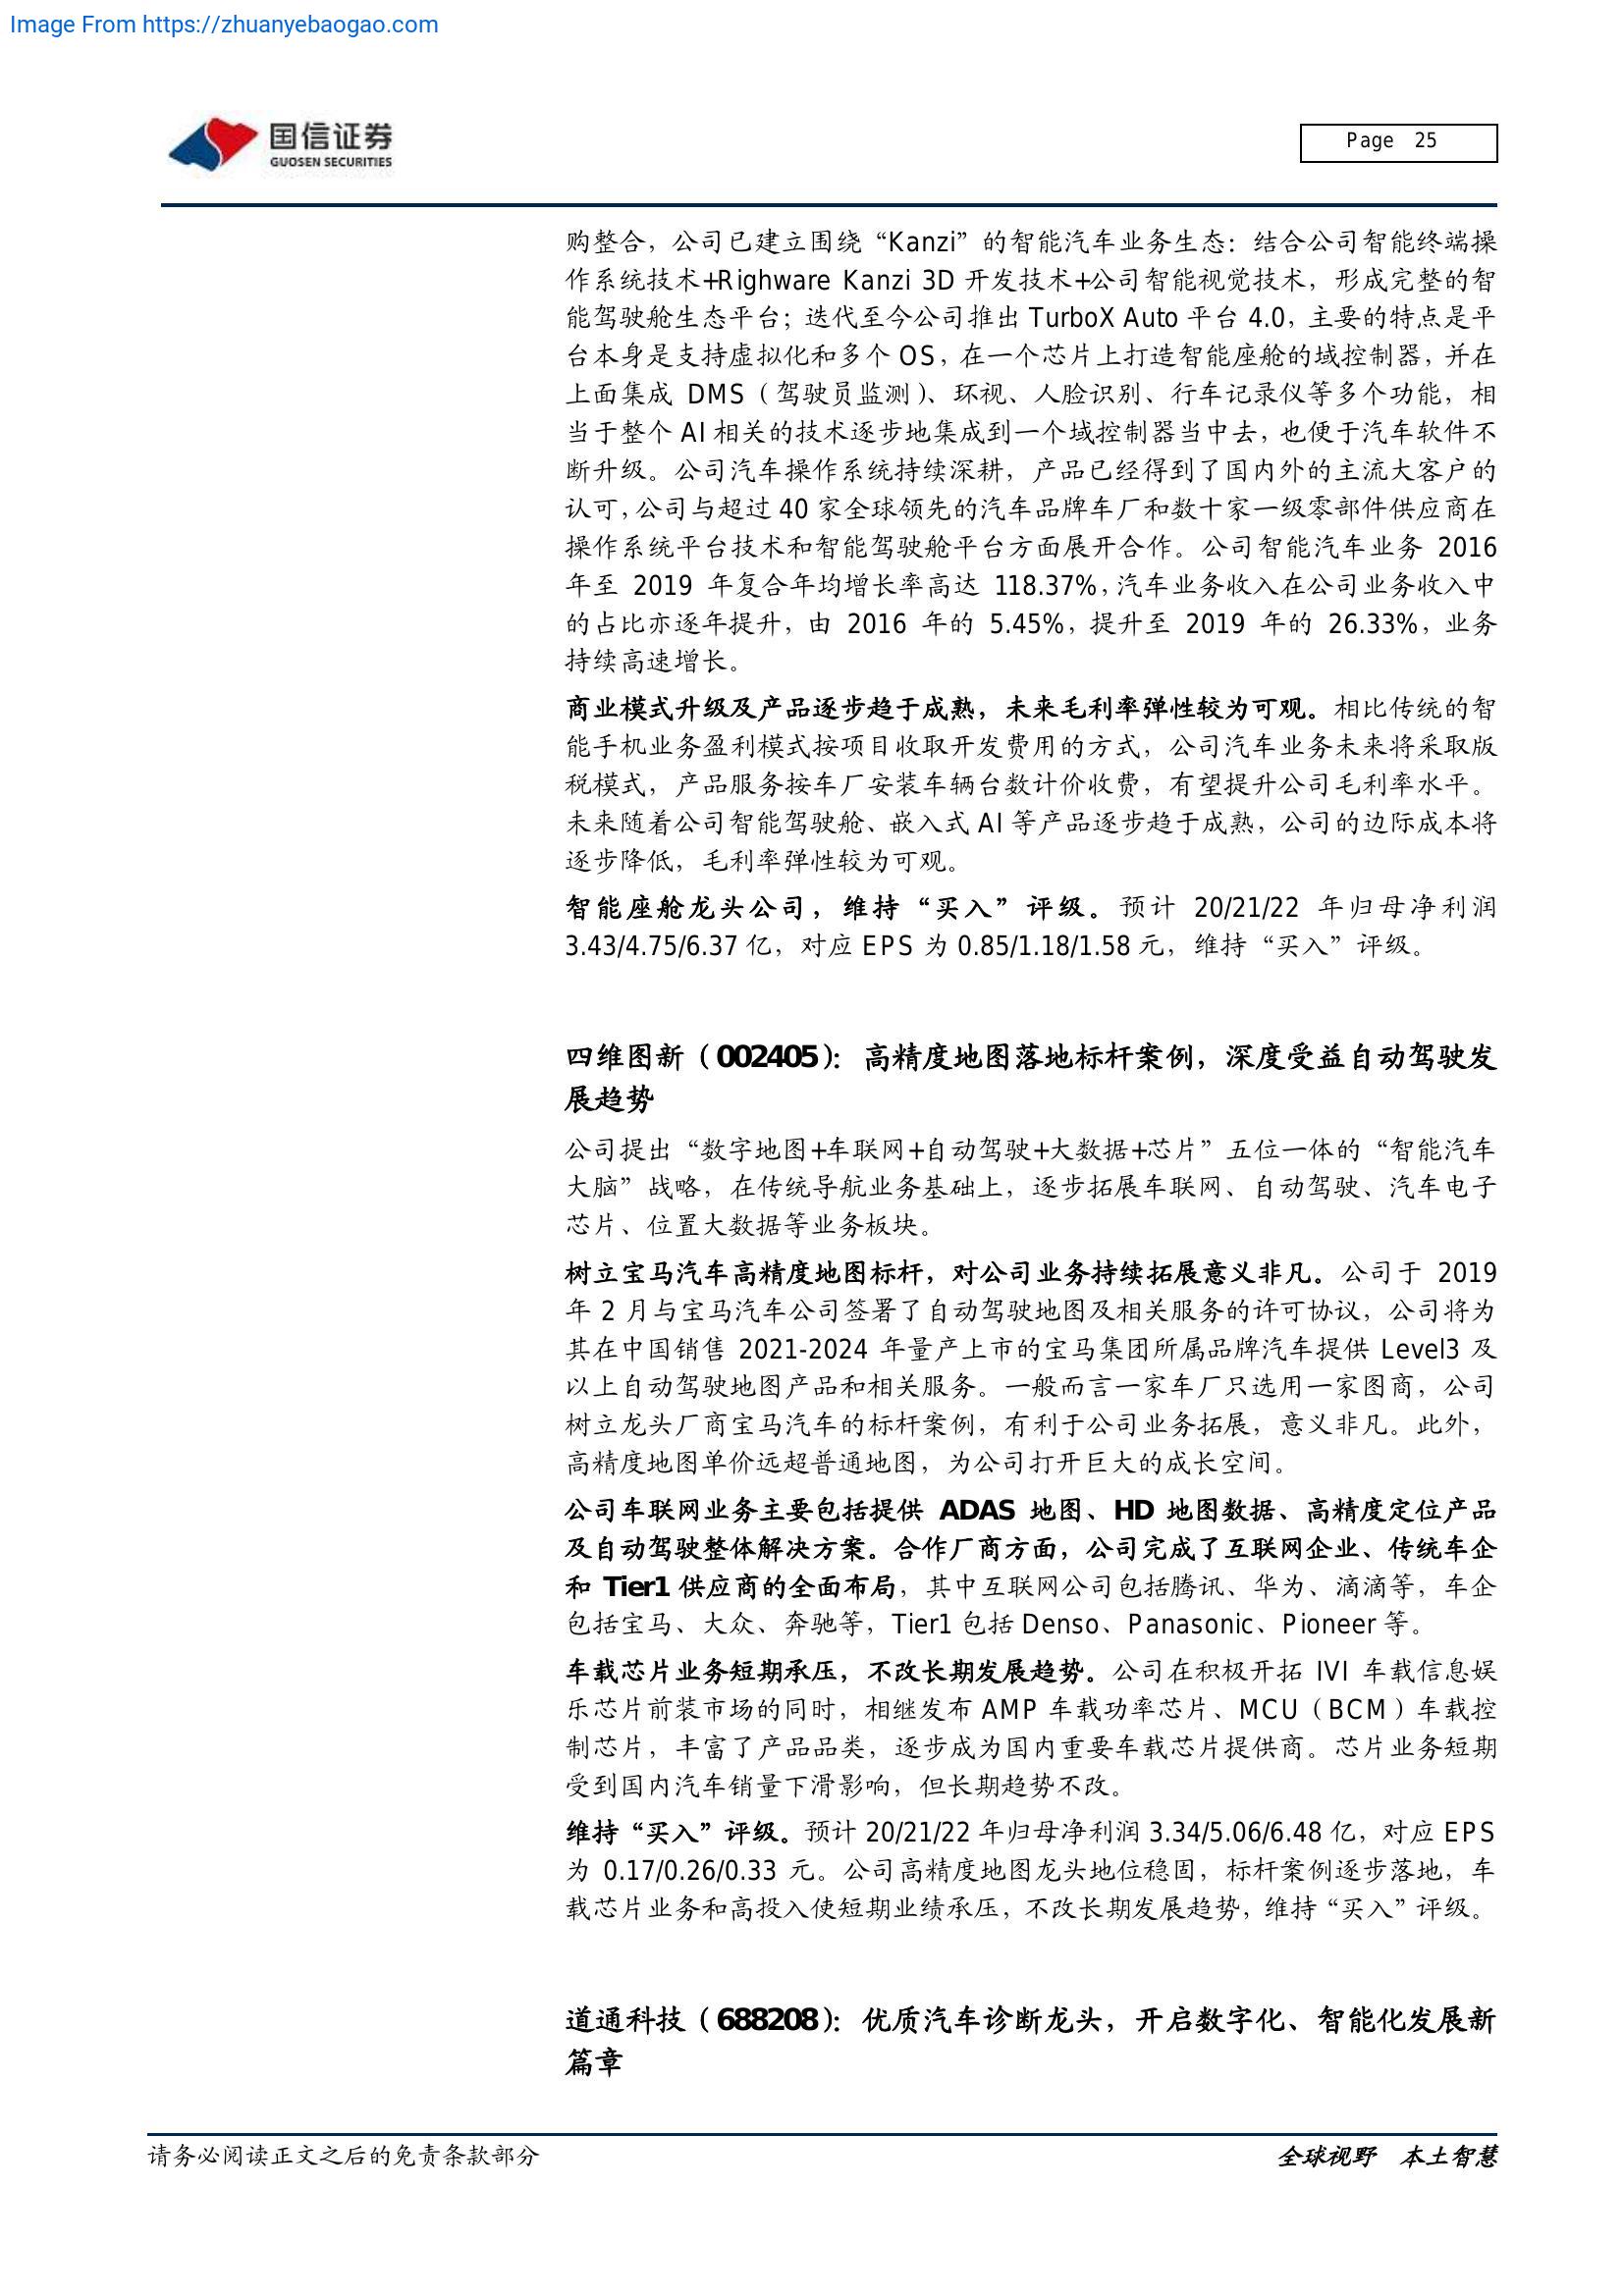 Image From https://zhuanyebaogao.com
国信证券
GUOSEN SECURITIES
Page 25
购整合，公司已建立围绕“Kanzi”的智能汽车业务生态：结合公司智能终端操
作系统技术+Righware Kanzi 3D 开发技术+公司智能视觉技术，形成完整的智
能驾驶舱生态平台；迭代至今公司推出 TurboX Auto 平台 4.0，主要的特点是平
台本身是支持虚拟化和多个 OS，在一个芯片上打造智能座舱的域控制器，并在
上面集成 DMS（驾驶员监测）、环视、人脸识别、行车记录仪等多个功能，相
当于整个 AI 相关的技术逐步地集成到一个域控制器当中去，也便于汽车软件不
断升级。公司汽车操作系统持续深耕，产品已经得到了国内外的主流大客户的
认可，公司与超过 40 家全球领先的汽车品牌车厂和数十家一级零部件供应商在
操作系统平台技术和智能驾驶舱平台方面展开合作。公司智能汽车业务 2016
年至 2019 年复合年均增长率高达 118.37%，汽车业务收入在公司业务收入中
的占比亦逐年提升，由 2016 年的 5.45%，提升至 2019 年的 26.33%，业务
持续高速增长。
商业模式升级及产品逐步趋于成熟，未来毛利率弹性较为可观。相比传统的智
能手机业务盈利模式按项目收取开发费用的方式，公司汽车业务未来将采取版
税模式，产品服务按车厂安装车辆台数计价收费，有望提升公司毛利率水平。
未来随着公司智能驾驶舱、嵌入式 AI 等产品逐步趋于成熟，公司的边际成本将
逐步降低，毛利率弹性较为可观。
智能座舱龙头公司，维持“买入”评级。预计 20/21/22 年归母净利润
3.43/4.75/6.37 亿，对应 EPS 为 0.85/1.18/1.58 元，维持“买入”评级。
四维图新（002405）：高精度地图落地标杆案例，深度受益自动驾驶发
展趋势
公司提出“数字地图+车联网+自动驾驶+大数据+芯片”五位一体的“智能汽车
大脑”战略，在传统导航业务基础上，逐步拓展车联网、自动驾驶、汽车电子
芯片、位置大数据等业务板块。
树立宝马汽车高精度地图标杆，对公司业务持续拓展意义非凡。公司于 2019
年 2 月与宝马汽车公司签署了自动驾驶地图及相关服务的许可协议，公司将为
其在中国销售 2021-2024 年量产上市的宝马集团所属品牌汽车提供 Level3 及
以上自动驾驶地图产品和相关服务。一般而言一家车厂只选用一家图商，公司
树立龙头厂商宝马汽车的标杆案例，有利于公司业务拓展，意义非凡。此外，
高精度地图单价远超普通地图，为公司打开巨大的成长空间。
公司车联网业务主要包括提供 ADAS 地图、HD 地图数据、高精度定位产品
及自动驾驶整体解决方案。合作厂商方面，公司完成了互联网企业、传统车企
和 Tier1 供应商的全面布局，其中互联网公司包括腾讯、华为、滴滴等，车企
包括宝马、大众、奔驰等，Tier1 包括 Denso、Panasonic、Pioneer 等。
车载芯片业务短期承压，不改长期发展趋势。公司在积极开拓 IVI 车载信息娱
乐芯片前装市场的同时，相继发布 AMP 车载功率芯片、MCU（BCM）车载控
制芯片，丰富了产品品类，逐步成为国内重要车载芯片提供商。芯片业务短期
受到国内汽车销量下滑影响，但长期趋势不改。
维持“买入”评级。预计 20/21/22 年归母净利润 3.34/5.06/6.48 亿，对应 EPS
为 0.17/0.26/0.33 元。公司高精度地图龙头地位稳固，标杆案例逐步落地，车
载芯片业务和高投入使短期业绩承压，不改长期发展趋势，维持“买入”评级。
道通科技（688208）：优质汽车诊断龙头，开启数字化、智能化发展新
篇章
请务必阅读正文之后的免责条款部分
全球视野 本土智慧